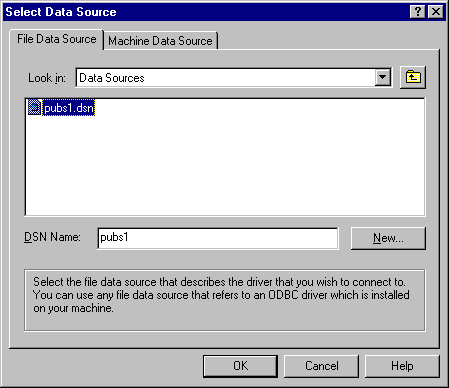 Select Data Source
File Data Source Machine Data Source
Look in: Data Sources
pubs1.dsn
DSN Name: pubs1 New...
Select the file data source that describes the driver that you wish to connect to.
You can use any file data source that refers to an ODBC driver which is installed
on your machine.
OK Cancel Help